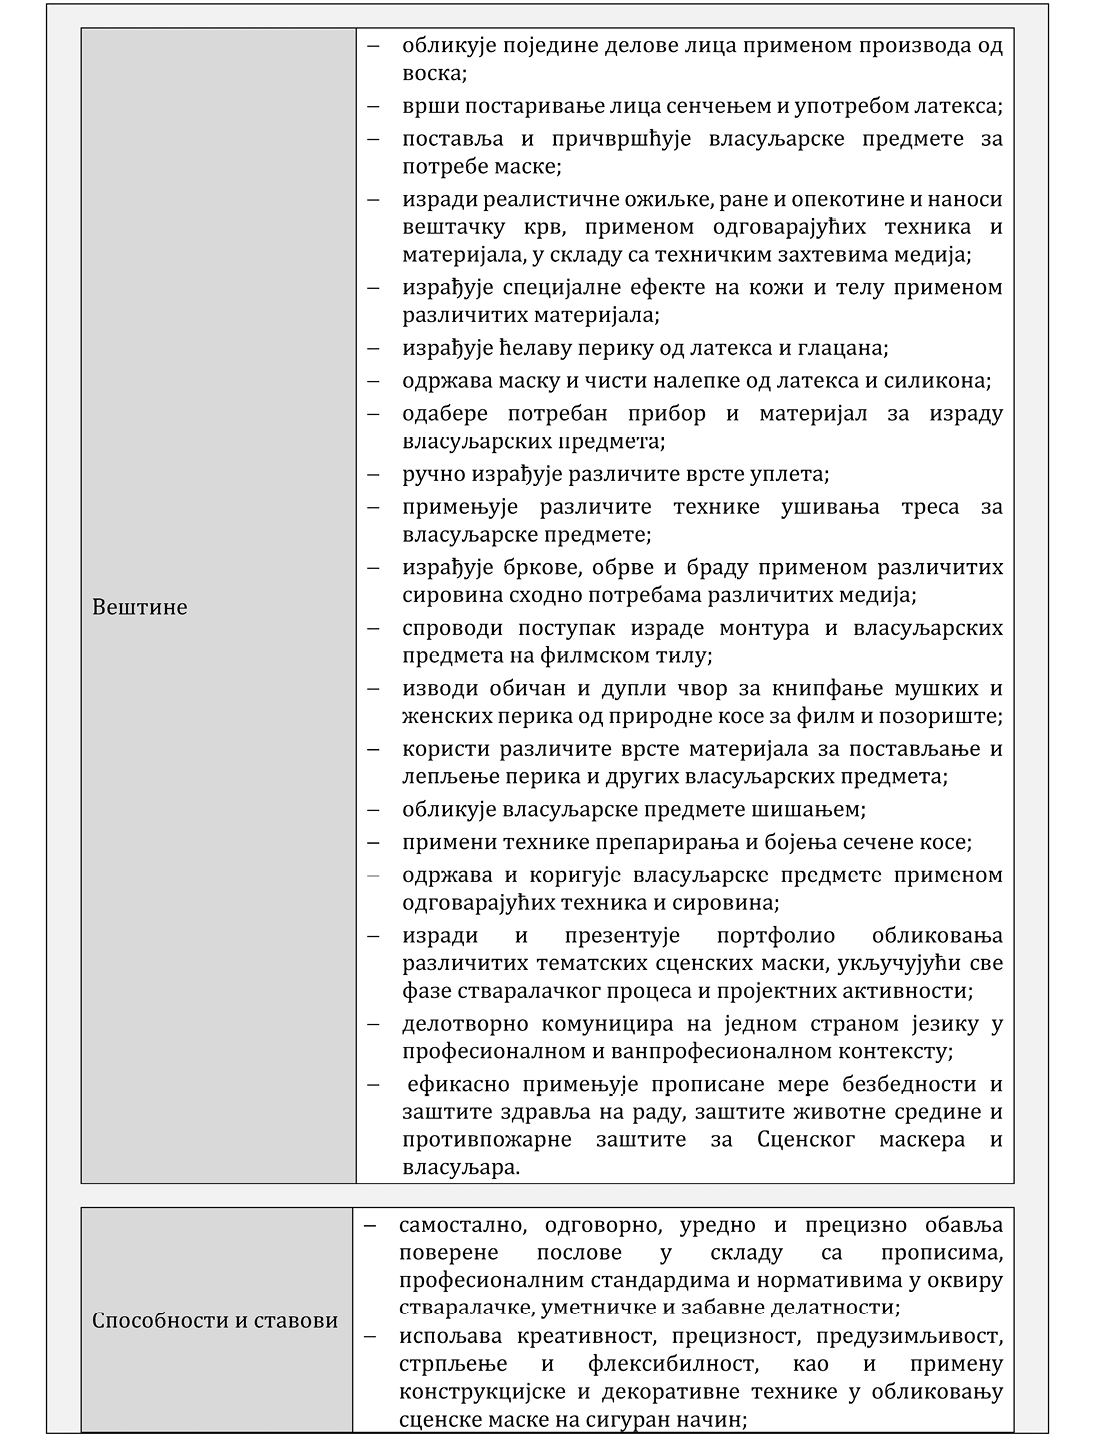 – обликује поједине делове лица применом производа од
воска;
– врши постаривање лица сенчењем и употребом латекса;
– поставља и причвршћује власуљарске предмете за
потребе маске;
– изради реалистичне ожиљке, ране и опекотине и наноси
вештачку крв, применом одговарајућих техника и
материјала, у складу са техничким захтевима медија;
– израђује специјалне ефекте на кожи и телу применом
различитих материјала;
– израђује ћелаву перику од латекса и глацана;
– одржава маску и чисти налепке од латекса и силикона;
– одабере потребан прибор и материјал за израду
власуљарских предмета;
– ручно израђује различите врсте уплета;
– примењује различите технике ушивања треса за
власуљарске предмете;
– израђује бркове, обрве и браду применом различитих
сировина сходно потребама различитих медија;
Вештине
– спроводи поступак израде монтура и власуљарских
предмета на филмском тилу;
– изводи обичан и дупли чвор за книпфање мушких и
женских перика од природне косе за филм и позориште;
– користи различите врсте материјала за постављање и
лепљење перика и других власуљарских предмета;
– обликује власуљарске предмете шишањем;
– примени технике препарирања и бојења сечене косе;
– одржава и коригује власуљарске предмете применом
одговарајућих техника и сировина;
– изради и презентује портфолио обликовања
различитих тематских сценских маски, укључујући све
фазе стваралачког процеса и пројектних активности;
– делотворно комуницира на једном страном језику у
професионалном и ванпрофесионалном контексту;
– ефикасно примењује прописане мере безбедности и
заштите здравља на раду, заштите животне средине и
противпожарне заштите за Сценског маскера и
власуљара.
– самостално, одговорно, уредно и прецизно обавља
поверене послове у складу са прописима,
професионалним стандардима и нормативима у оквиру
стваралачке, уметничке и забавне делатности;
Способности и ставови
– испољава креативност, прецизност, предузимљивост,
стрпљење и флексибилност, као и примену
конструкцијске и декоративне технике у обликовању
сценске маске на сигуран начин;